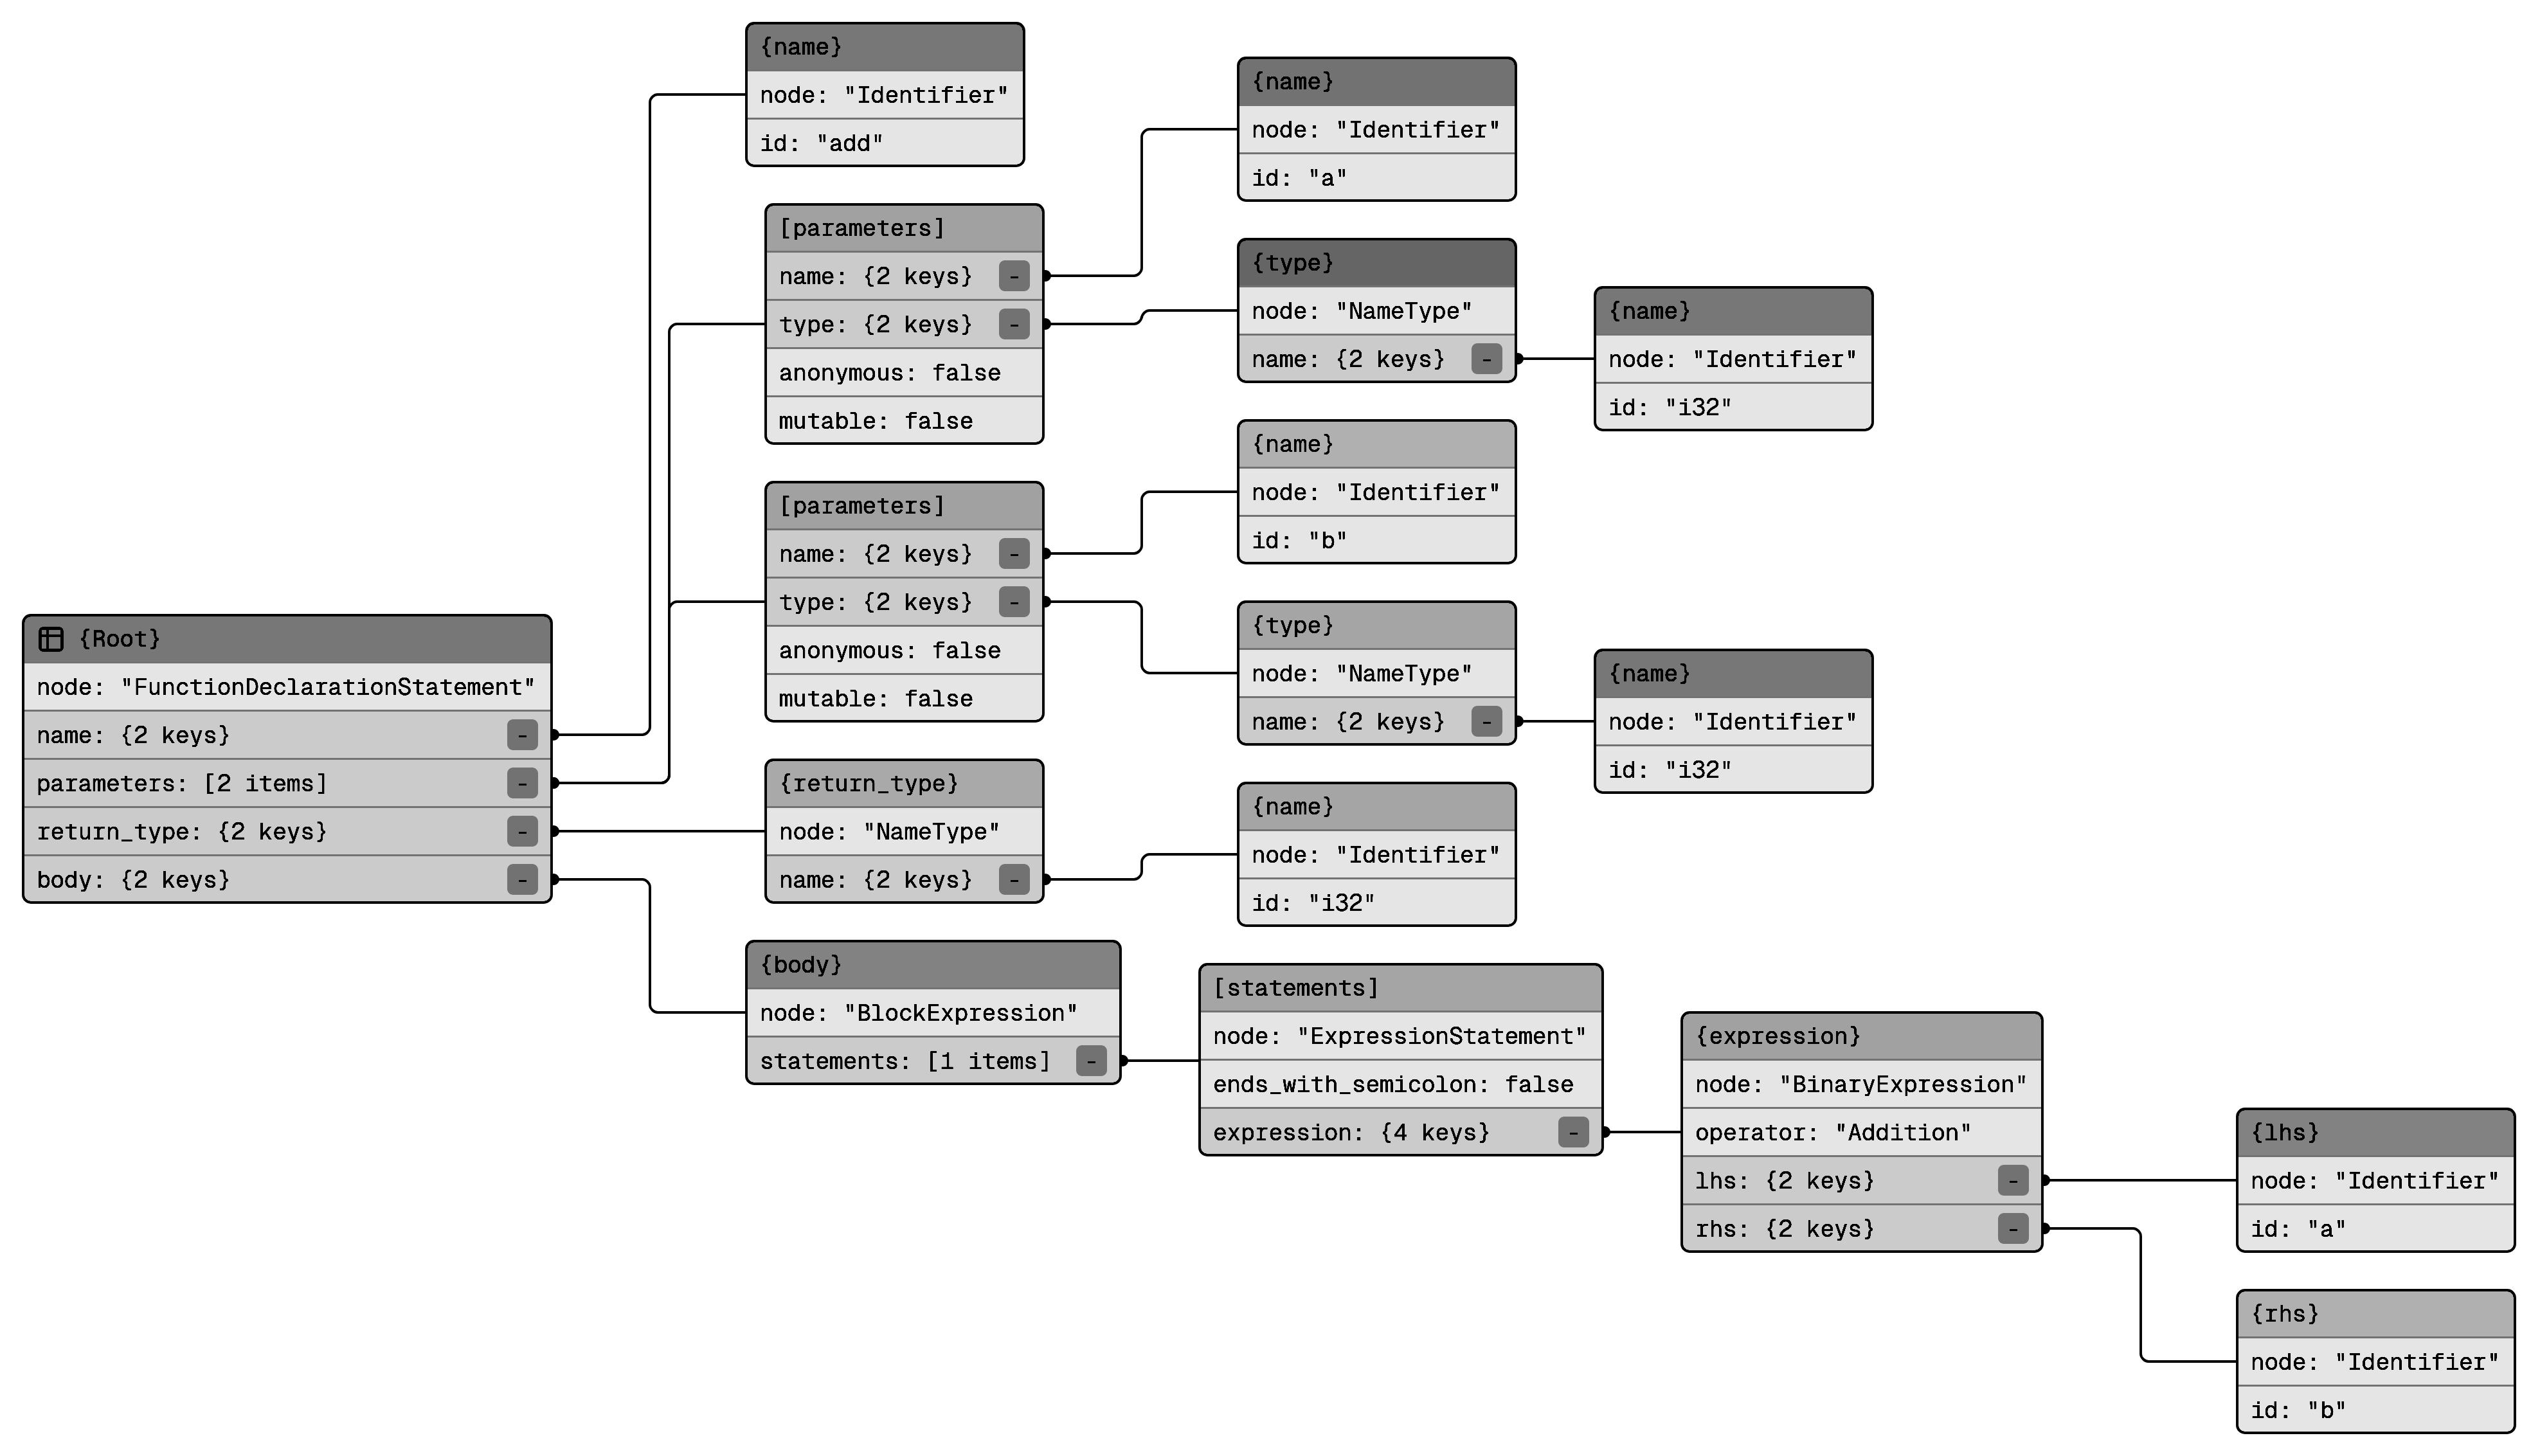 {Root}
node: "FunctionDeclarationStatement"
name: {2 keys} -
parameters: [2 items] -
return_type: {2 keys} -
body: {2 keys} -
{name}
node: "Identifier"
id: "add"
[parameters]
name: {2 keys} -
type: {2 keys} -
anonymous: false
mutable: false
{name}
node: "Identifier"
id: "a"
{type}
node: "NameType"
name: {2 keys} -
{name}
node: "Identifier"
id: "i32"
[parameters]
name: {2 keys} -
type: {2 keys} -
anonymous: false
mutable: false
{name}
node: "Identifier"
id: "b"
{type}
node: "NameType"
name: {2 keys} -
{name}
node: "Identifier"
id: "i32"
{return_type}
node: "NameType"
name: {2 keys} -
{name}
node: "Identifier"
id: "i32"
{body}
node: "BlockExpression"
statements: [1 items] -
[statements]
node: "ExpressionStatement"
ends_with_semicolon: false
expression: {4 keys} -
{expression}
node: "BinaryExpression"
operator: "Addition"
lhs: {2 keys} -
rhs: {2 keys} -
{lhs}
node: "Identifier"
id: "a"
{rhs}
node: "Identifier"
id: "b"